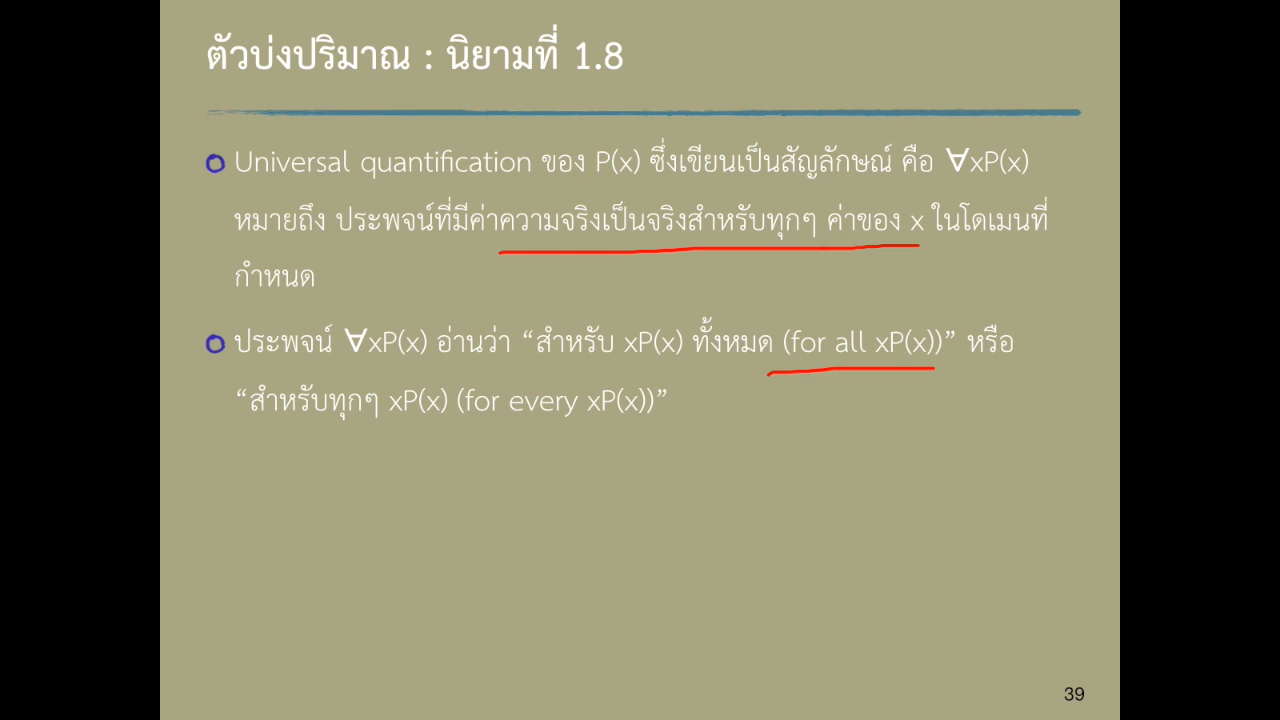 ตัวบ่งปริมาณ : นิยามที่ 1.8
Universal quantification ของ P(x) ซึ่งเขียนเป็นสัญลักษณ์ คือ ∀xP(x)
หมายถึง ประพจน์ที่มีค่าความจริงเป็นจริงสำหรับทุกๆ ค่าของ x ในโดเมนที่
กำหนด
ประพจน์ ∀xP(x) อ่านว่า “สำหรับ xP(x) ทั้งหมด (for all xP(x))” หรือ
“สำหรับทุกๆ xP(x) (for every xP(x))”
39